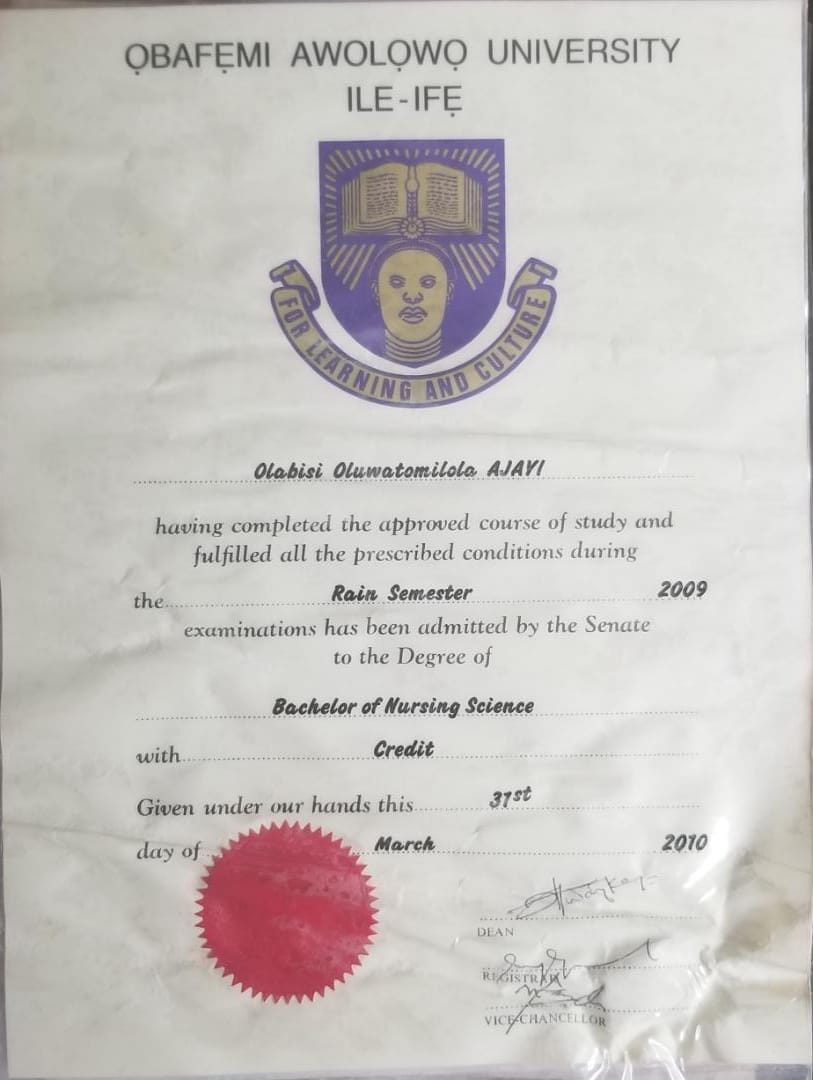 ỌBAFẸMI AWOLỌWỌ UNIVERSITY
ILE-IFẸ
FOR LEARNING AND CULTURE
Olabisi Oluwatomilola AJAYI
having completed the approved course of study and
fulfilled all the prescribed conditions during
the Rain Semester 2009
examinations has been admitted by the Senate
to the Degree of
Bachelor of Nursing Science
with Credit
Given under our hands this 31st
day of March 2010
DEAN
REGISTRAR
VICE-CHANCELLOR